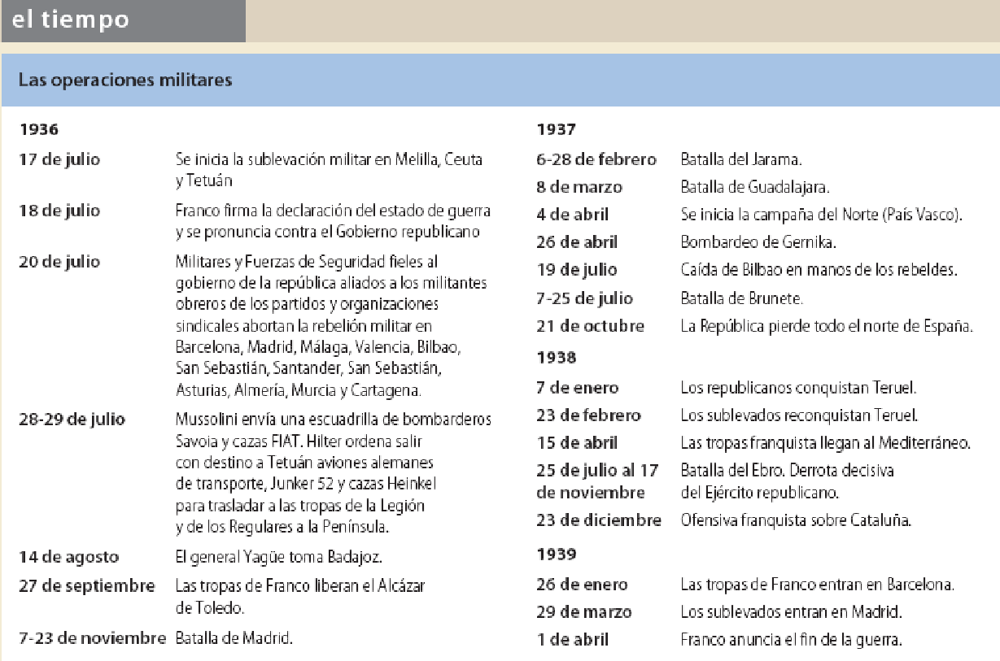 el tiempo
Las operaciones militares
1936
17 de julio Se inicia la sublevación militar en Melilla, Ceuta
y Tetuán
18 de julio Franco firma la declaración del estado de guerra
y se pronuncia contra el Gobierno republicano
20 de julio Militares y Fuerzas de Seguridad fieles al
gobierno de la república aliados a los militantes
obreros de los partidos y organizaciones
sindicales abortan la rebelión militar en
Barcelona, Madrid, Málaga, Valencia, Bilbao,
San Sebastián, Santander, San Sebastián,
Asturias, Almería, Murcia y Cartagena.
28-29 de julio Mussolini envía una escuadrilla de bombarderos
Savoia y cazas FIAT. Hilter ordena salir
con destino a Tetuán aviones alemanes
de transporte, Junker 52 y cazas Heinkel
para trasladar a las tropas de la Legión
y de los Regulares a la Península.
14 de agosto El general Yagüe toma Badajoz.
27 de septiembre Las tropas de Franco liberan el Alcázar
de Toledo.
7-23 de noviembre Batalla de Madrid.
1937
6-28 de febrero Batalla del Jarama.
8 de marzo Batalla de Guadalajara.
4 de abril Se inicia la campaña del Norte (País Vasco).
26 de abril Bombardeo de Gernika.
19 de julio Caída de Bilbao en manos de los rebeldes.
7-25 de julio Batalla de Brunete.
21 de octubre La República pierde todo el norte de España.
1938
7 de enero Los republicanos conquistan Teruel.
23 de febrero Los sublevados reconquistan Teruel.
15 de abril Las tropas franquista llegan al Mediterráneo.
25 de julio al 17 Batalla del Ebro. Derrota decisiva
de noviembre del Ejército republicano.
23 de diciembre Ofensiva franquista sobre Cataluña.
1939
26 de enero Las tropas de Franco entran en Barcelona.
29 de marzo Los sublevados entran en Madrid.
1 de abril Franco anuncia el fin de la guerra.